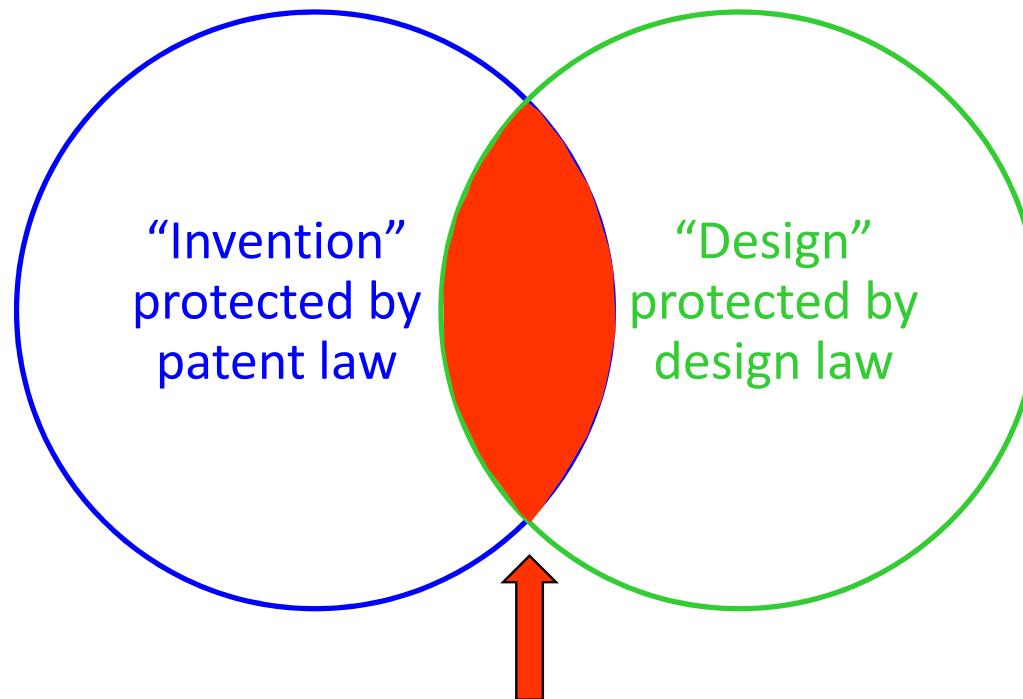 “Invention”
protected by
patent law
“Design”
protected by
design law